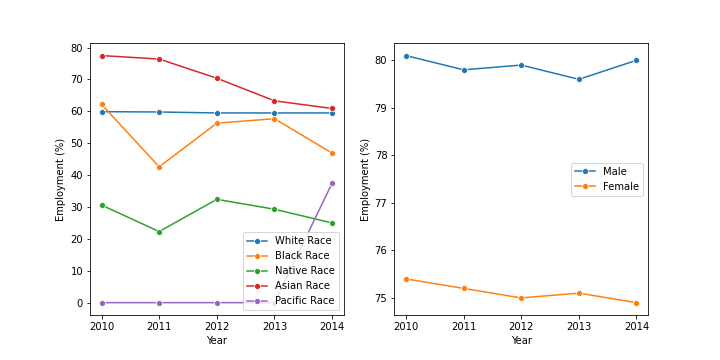 Employment (%)
80
70
60
50
40
30
20
10
0
2010 2011 2012 2013 2014
Year
White Race
Black Race
Native Race
Asian Race
Pacific Race
Employment (%)
80
79
78
77
76
75
2010 2011 2012 2013 2014
Year
Male
Female